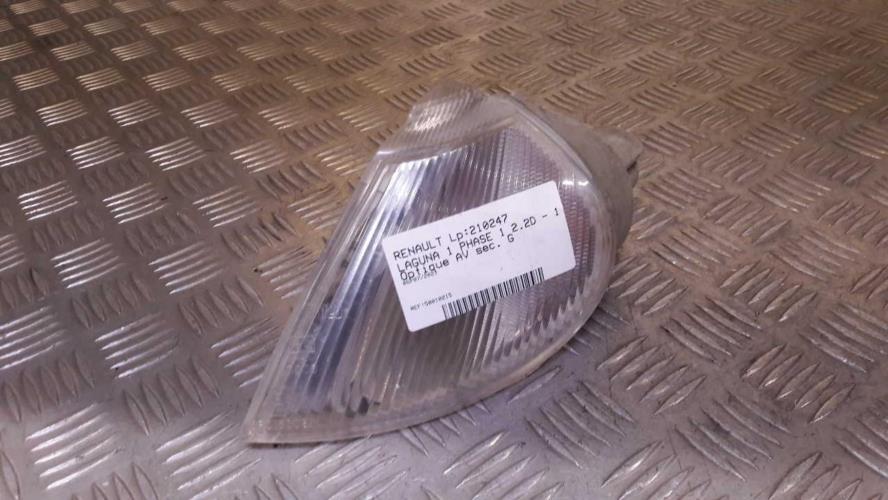 RENAULT Lp:210247
LAGUNA 1 PHASE 1 2.2D - 1
Optique AV sec. G